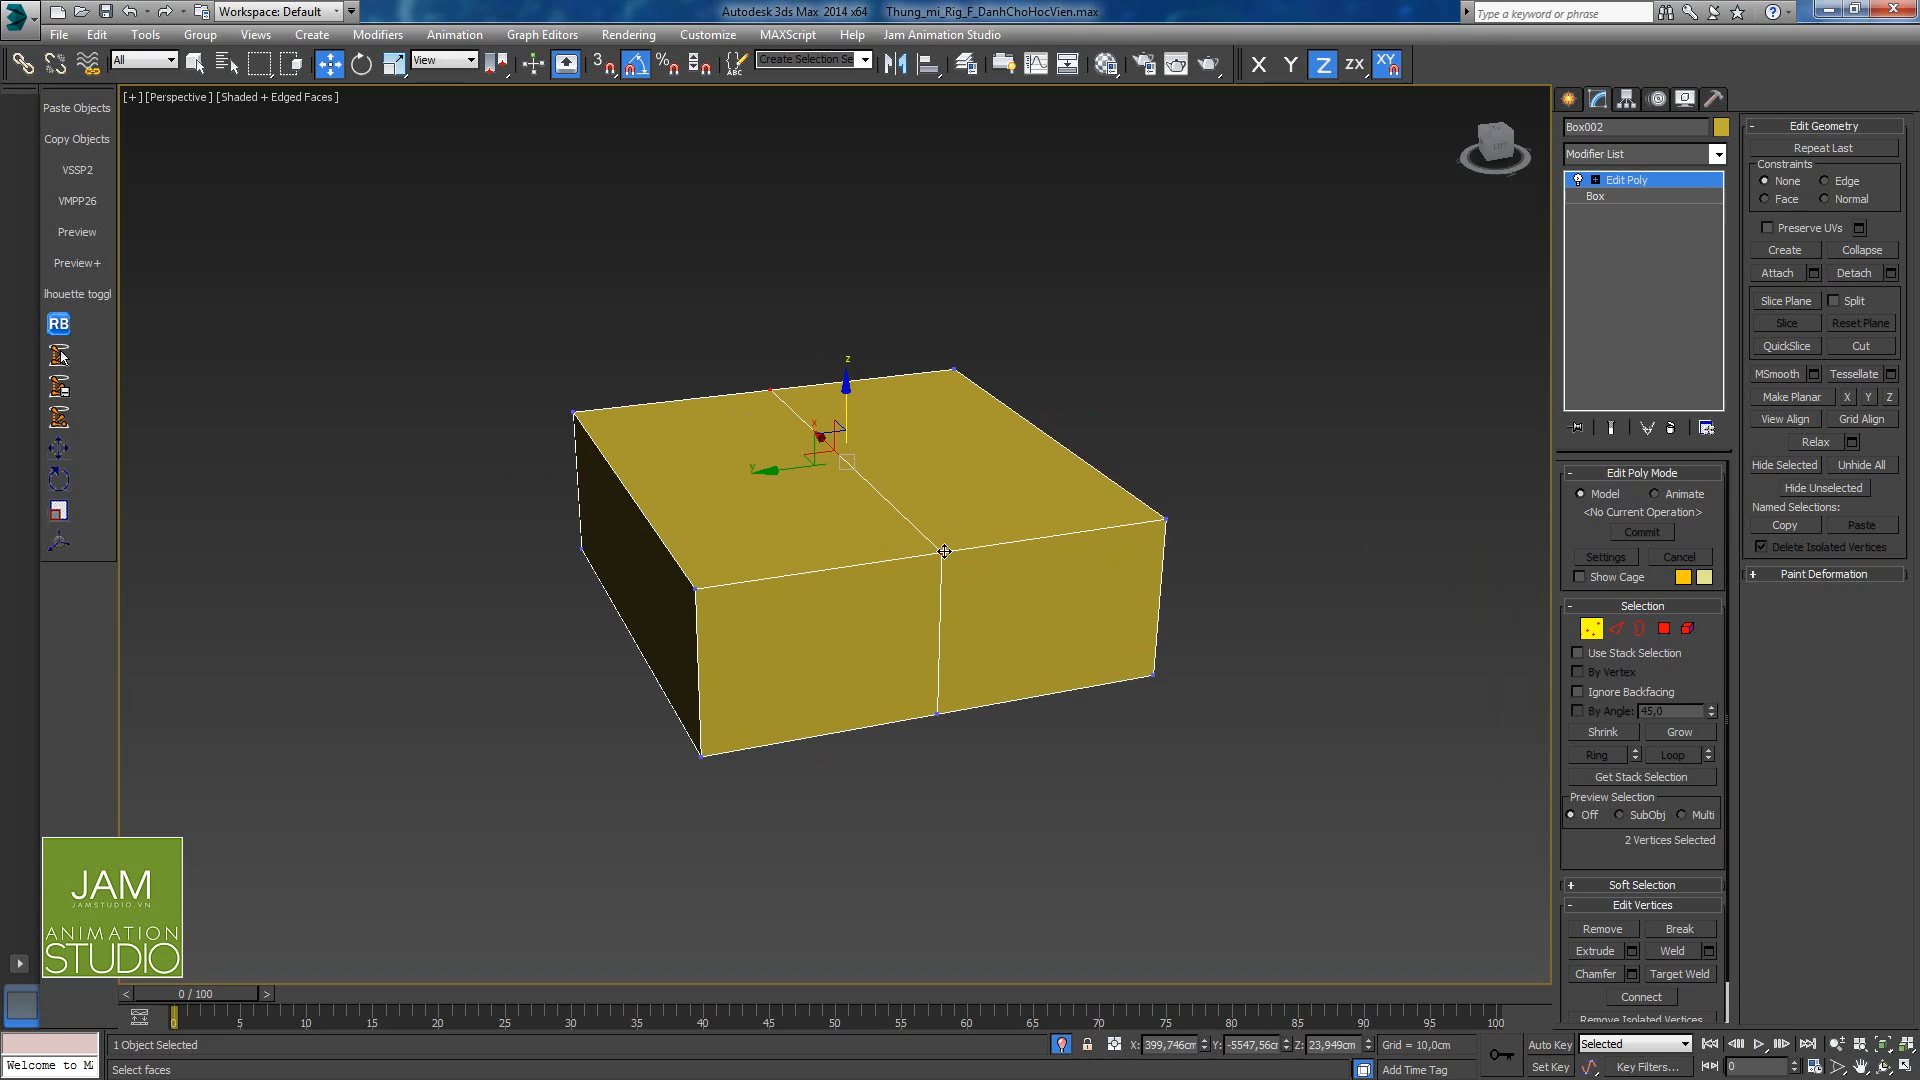 Workspace: Default
Autodesk 3ds Max 2014 x64 Thung_mi_Rig_F_DanhChoHocVien.max
Type a keyword or phrase
File Edit Tools Group Views Create Modifiers Animation Graph Editors Rendering Customize MAXScript Help Jam Animation Studio
All View 3 Create Selection Se X Y Z ZX XY
[+] [Perspective ] [Shaded + Edged Faces ]
Paste Objects
Copy Objects
VSSP2
VMPP26
Preview
Preview+
lhouette toggl
RB
LEFT
z
x
y
JAM
JAMSTUDIO.VN
ANIMATION
STUDIO
Box002
Modifier List
Edit Poly
Box
Edit Poly Mode
Model Animate
<No Current Operation>
Commit
Settings Cancel
Show Cage
Selection
Use Stack Selection
By Vertex
Ignore Backfacing
By Angle: 45,0
Shrink Grow
Ring Loop
Get Stack Selection
Preview Selection
Off SubObj Multi
2 Vertices Selected
Soft Selection
Edit Vertices
Remove Break
Extrude Weld
Chamfer Target Weld
Connect
Remove Isolated Vertices
Edit Geometry
Repeat Last
Constraints
None Edge
Face Normal
Preserve UVs
Create Collapse
Attach Detach
Slice Plane Split
Slice Reset Plane
QuickSlice Cut
MSmooth Tessellate
Make Planar X Y Z
View Align Grid Align
Relax
Hide Selected Unhide All
Hide Unselected
Named Selections:
Copy Paste
Delete Isolated Vertices
Paint Deformation
< 0 / 100 >
0 5 10 15 20 25 30 35 40 45 50 55 60 65 70 75 80 85 90 95 100
1 Object Selected X: 399,746cm Y: -5547,56cm Z: 23,949cm Grid = 10,0cm Auto Key Selected
Welcome to M Select faces Add Time Tag Set Key Key Filters... 0